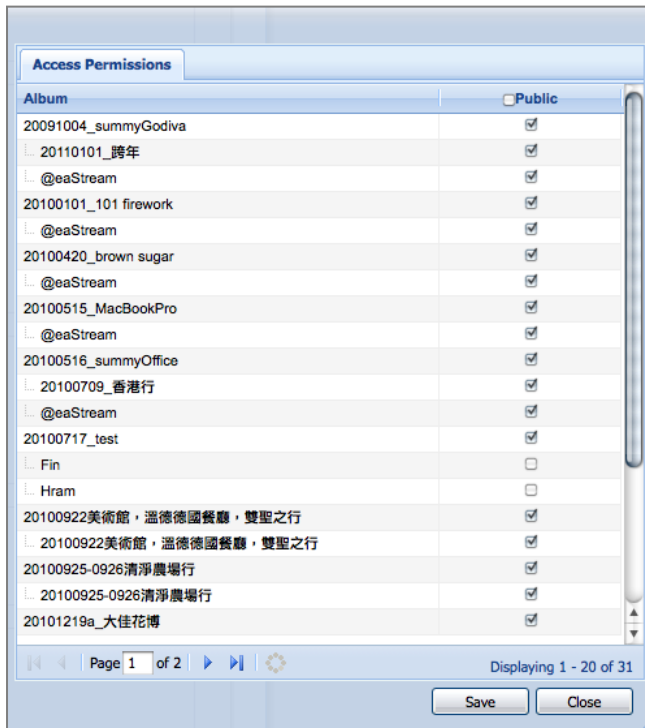 Access Permissions
Album Public
20091004_summyGodiva
20110101_跨年
@eaStream
20100101_101 firework
@eaStream
20100420_brown sugar
@eaStream
20100515_MacBookPro
@eaStream
20100516_summyOffice
20100709_香港行
@eaStream
20100717_test
Fin
Hram
20100922美術館，溫德德國餐廳，雙聖之行
20100922美術館，溫德德國餐廳，雙聖之行
20100925-0926清淨農場行
20100925-0926清淨農場行
20101219a_大佳花博
Page 1 of 2 Displaying 1 - 20 of 31
Save Close